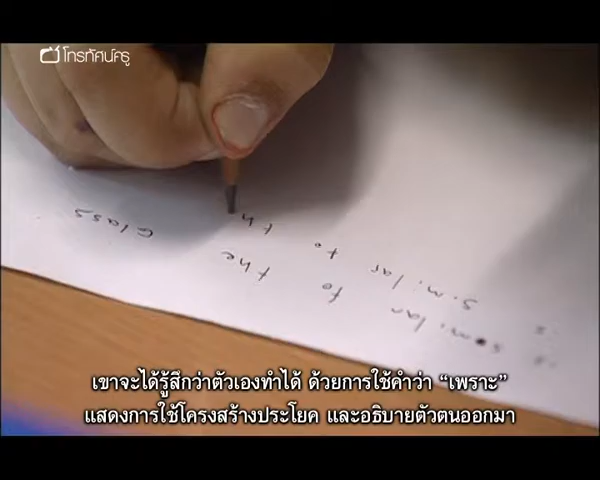 โทรทัศน์ครู
is similar to the Glass
is similar to th
เขาจะได้รู้สึกว่าตัวเองทำได้ ด้วยการใช้คำว่า “เพราะ”
แสดงการใช้โครงสร้างประโยค และอธิบายตัวตนออกมา